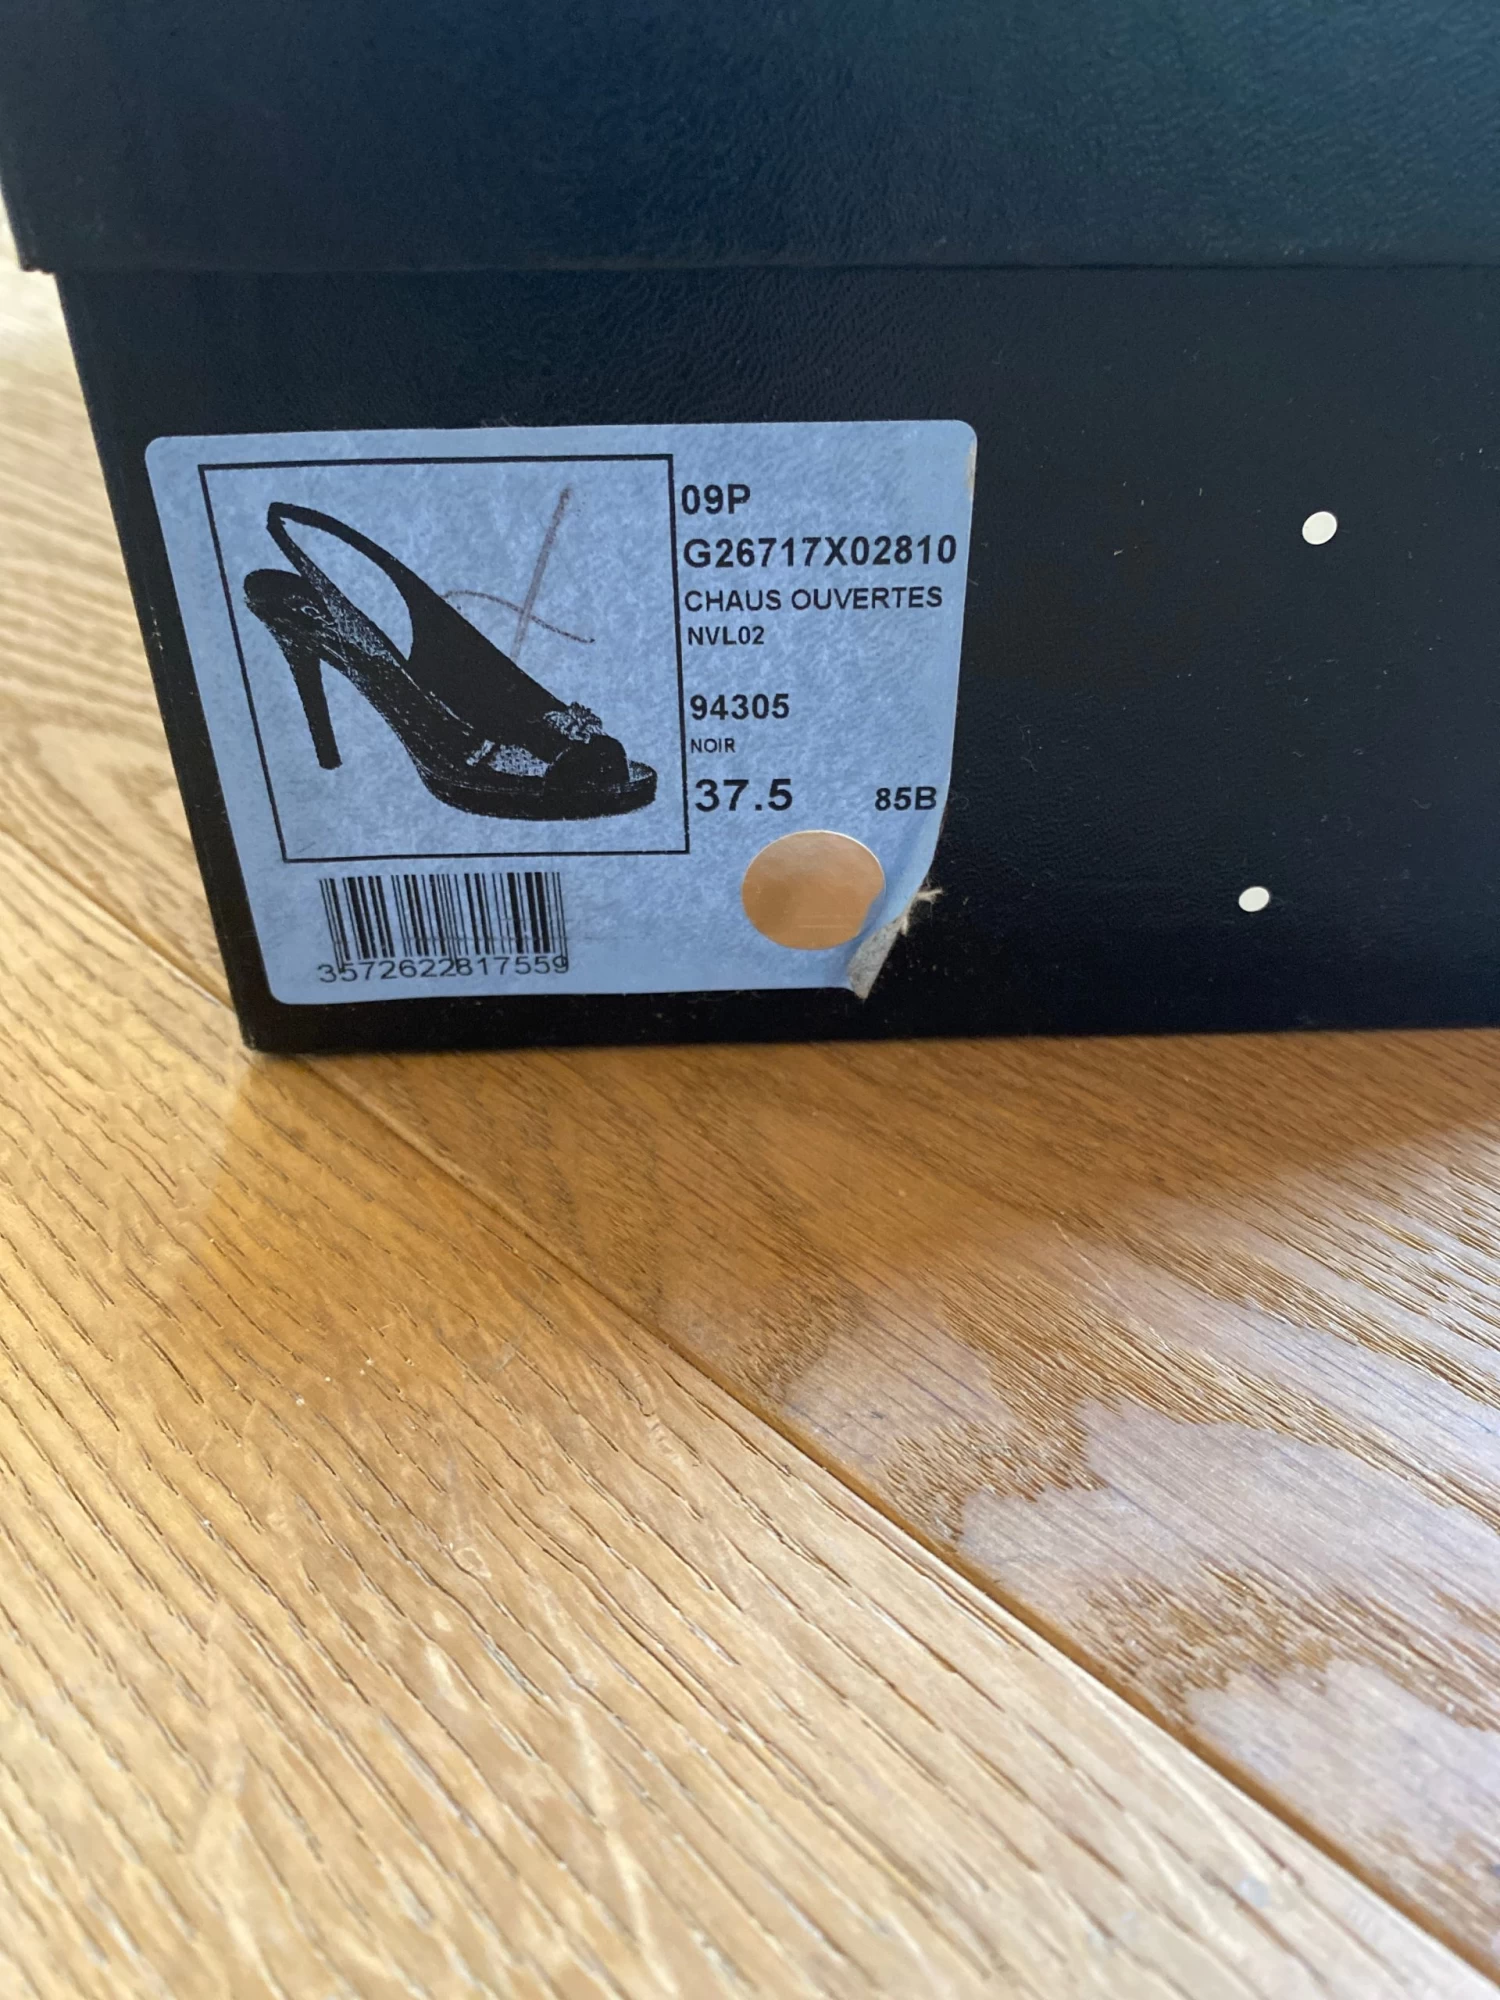 09P
G26717X02810
CHAUS OUVERTES
NVL02
94305
NOIR
37.5 85B
3572622817559